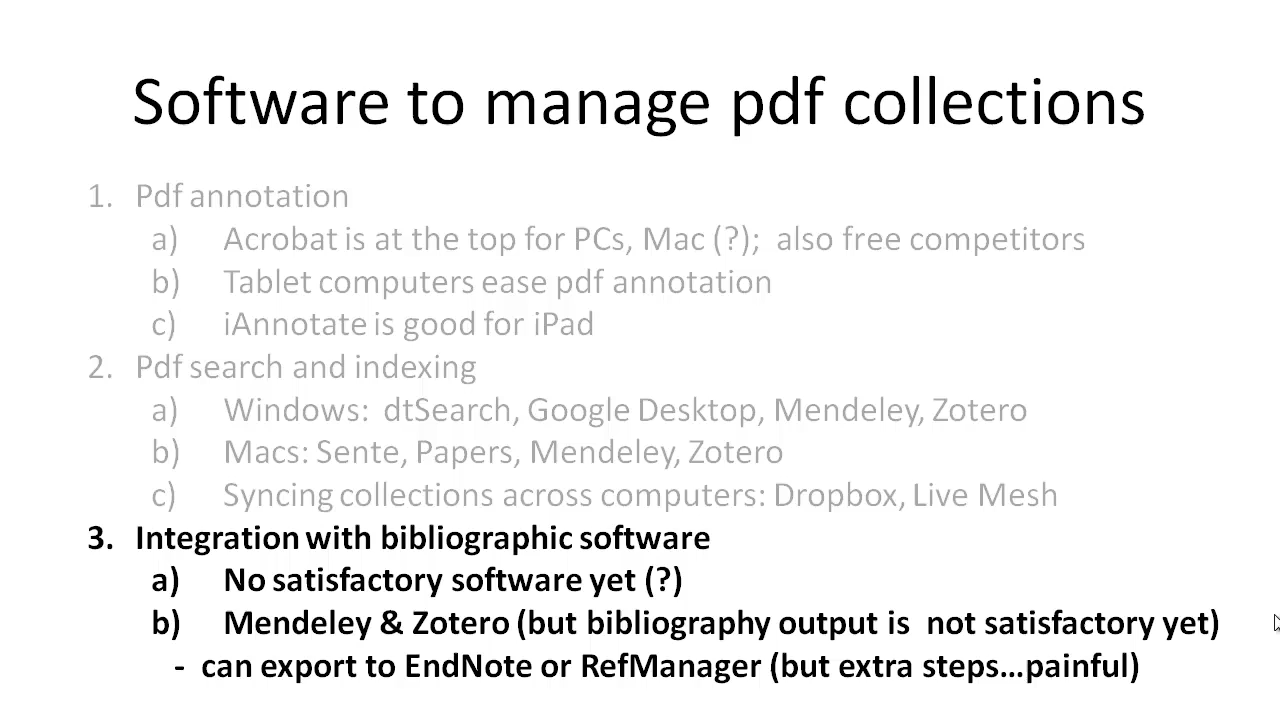 Software to manage pdf collections
1. Pdf annotation
a) Acrobat is at the top for PCs, Mac (?); also free competitors
b) Tablet computers ease pdf annotation
c) iAnnotate is good for iPad
2. Pdf search and indexing
a) Windows: dtSearch, Google Desktop, Mendeley, Zotero
b) Macs: Sente, Papers, Mendeley, Zotero
c) Syncing collections across computers: Dropbox, Live Mesh
3. Integration with bibliographic software
a) No satisfactory software yet (?)
b) Mendeley & Zotero (but bibliography output is not satisfactory yet)
- can export to EndNote or RefManager (but extra steps…painful)